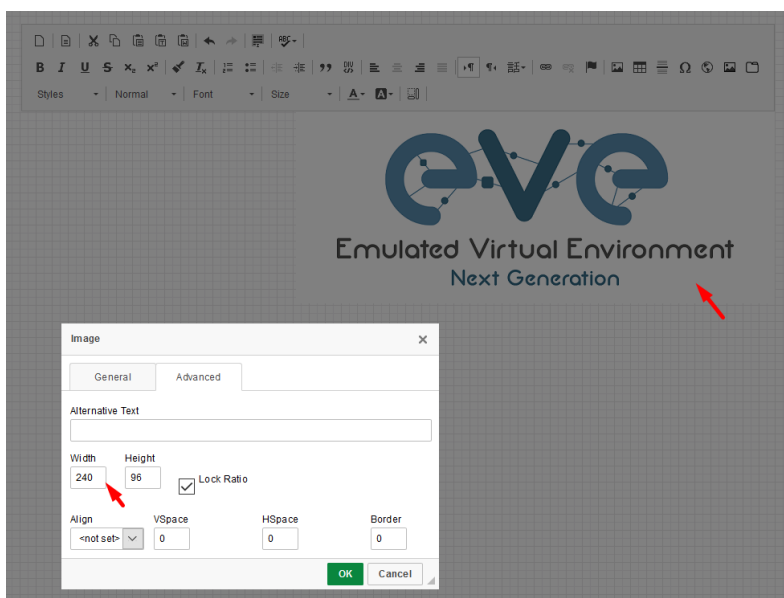 Styles Normal Font Size
eve
Emulated Virtual Environment
Next Generation
Image
General Advanced
Alternative Text
Width Height
240 96 Lock Ratio
Align VSpace HSpace Border
<not set> 0 0 0
OK Cancel